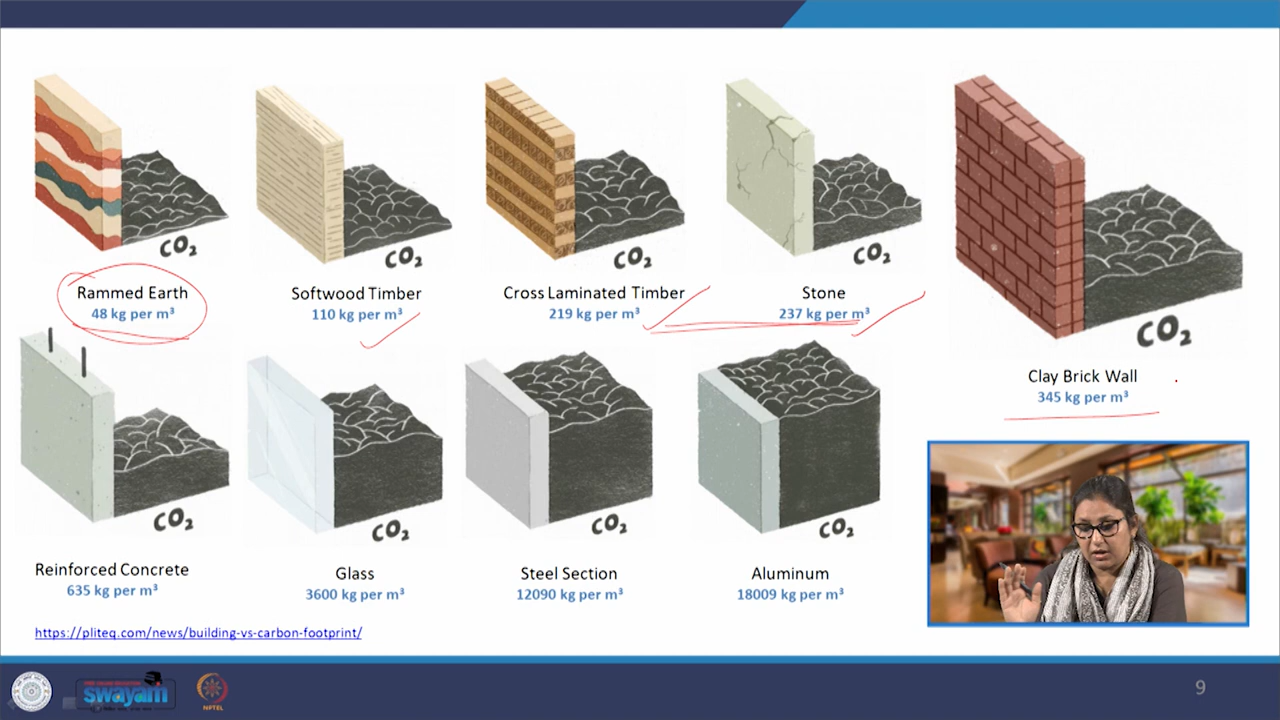 CO₂
Rammed Earth
48 kg per m³
CO₂
Softwood Timber
110 kg per m³
CO₂
Cross Laminated Timber
219 kg per m³
CO₂
Stone
237 kg per m³
CO₂
Clay Brick Wall
345 kg per m³
CO₂
Reinforced Concrete
635 kg per m³
CO₂
Glass
3600 kg per m³
CO₂
Steel Section
12090 kg per m³
CO₂
Aluminum
18009 kg per m³
https://pliteq.com/news/building-vs-carbon-footprint/
swayam
NPTEL
9